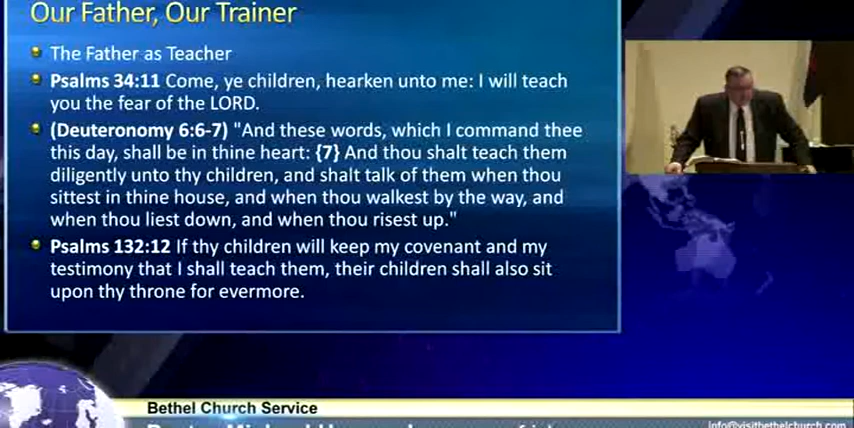 Our Father, Our Trainer
The Father as Teacher
Psalms 34:11 Come, ye children, hearken unto me: I will teach
you the fear of the LORD.
(Deuteronomy 6:6-7) "And these words, which I command thee
this day, shall be in thine heart: {7} And thou shalt teach them
diligently unto thy children, and shalt talk of them when thou
sittest in thine house, and when thou walkest by the way, and
when thou liest down, and when thou risest up."
Psalms 132:12 If thy children will keep my covenant and my
testimony that I shall teach them, their children shall also sit
upon thy throne for evermore.
Bethel Church Service
info@visitbethelchurch.com